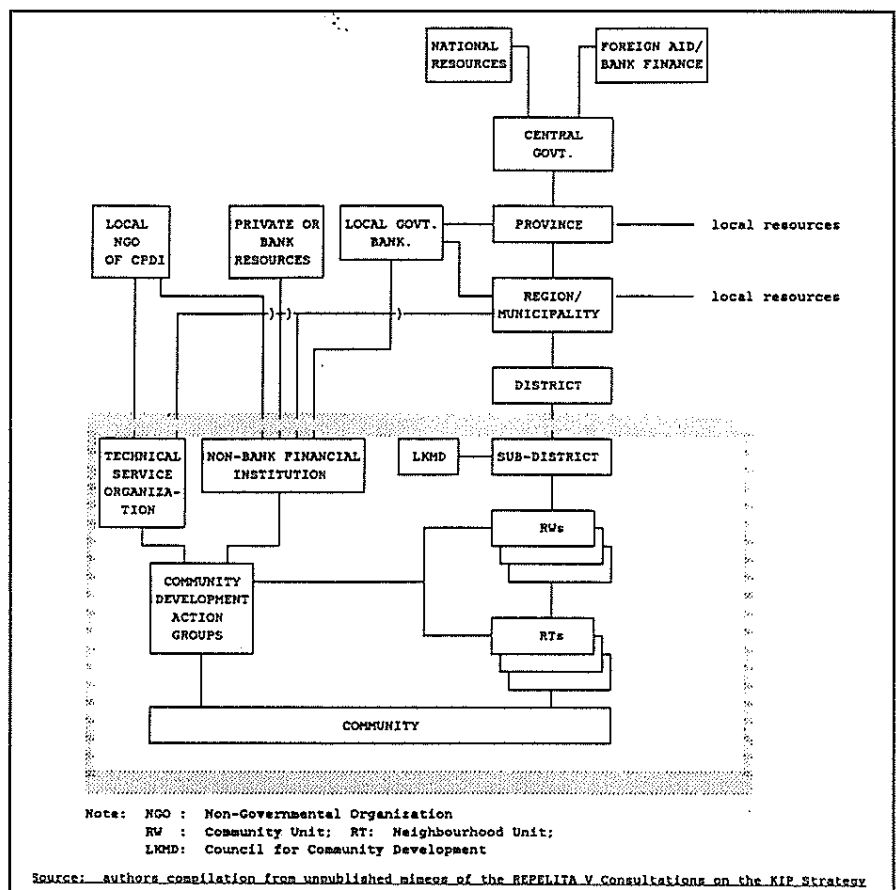 NATIONAL
RESOURCES
FOREIGN AID/
BANK FINANCE
CENTRAL
GOVT.
LOCAL
NGO
OF CPDI
PRIVATE OR
BANK
RESOURCES
LOCAL GOVT.
BANK.
PROVINCE
local resources
REGION/
MUNICIPALITY
local resources
DISTRICT
TECHNICAL
SERVICE
ORGANIZA-
TION
NON-BANK FINANCIAL
INSTITUTION
LKMD
SUB-DISTRICT
RWs
COMMUNITY
DEVELOPMENT
ACTION
GROUPS
RTs
COMMUNITY
Note: NGO : Non-Governmental Organization
RW : Community Unit; RT: Neighbourhood Unit;
LKMD: Council for Community Development
Source: authors compilation from unpublished mimeos of the REPELITA V Consultations on the KIP Strategy